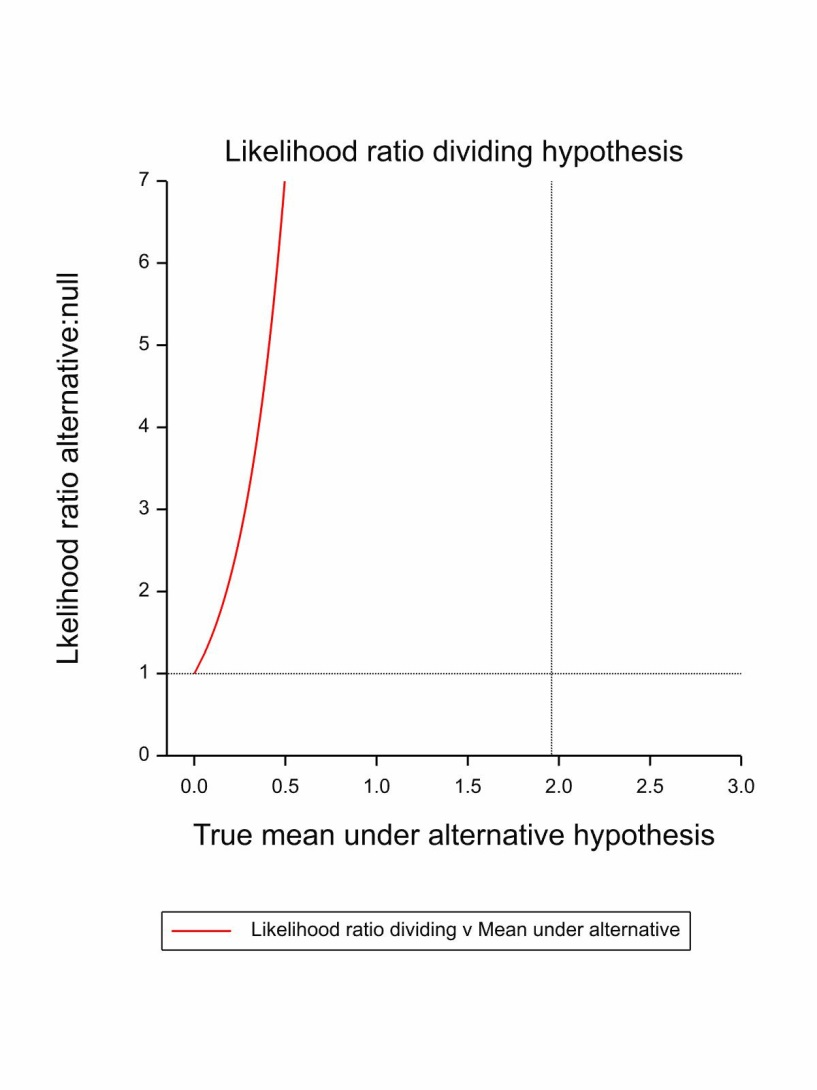 Likelihood ratio dividing hypothesis
7
6
5
4
3
2
1
0
Lkelihood ratio alternative:null
0.0 0.5 1.0 1.5 2.0 2.5 3.0
True mean under alternative hypothesis
Likelihood ratio dividing v Mean under alternative